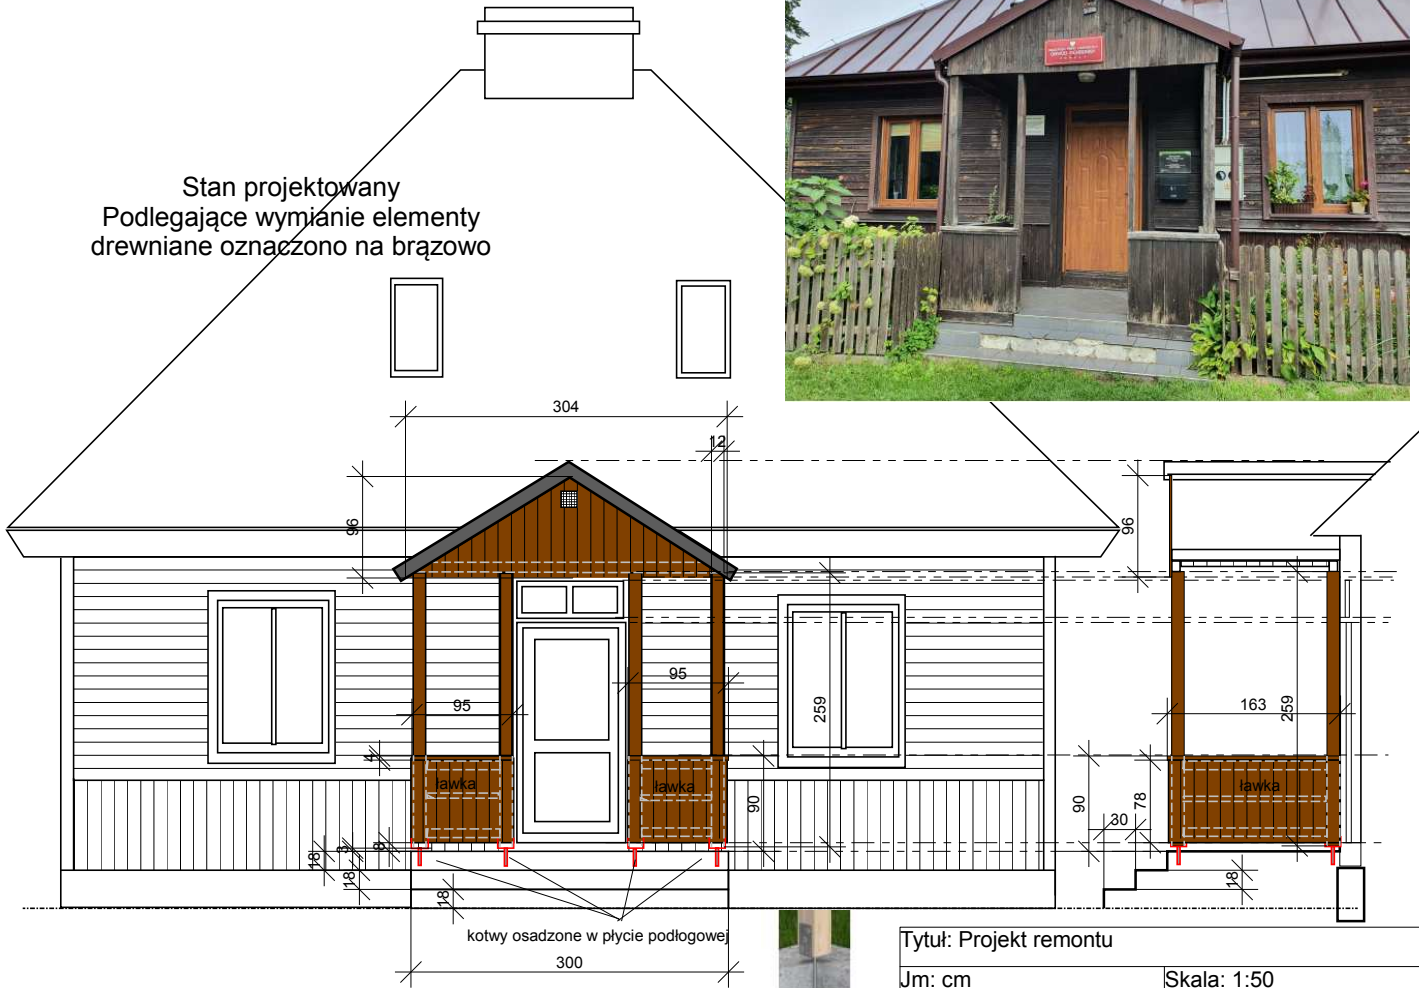 Stan projektowany
Podlegające wymianie elementy
drewniane oznaczono na brązowo
304
12
96
96
95
95
259
163
259
4
ławka
ławka
ławka
90
90
78
30
18
3
8
18
18
18
kotwy osadzone w płycie podłogowej
300
Tytuł: Projekt remontu
Jm: cm
Skala: 1:50